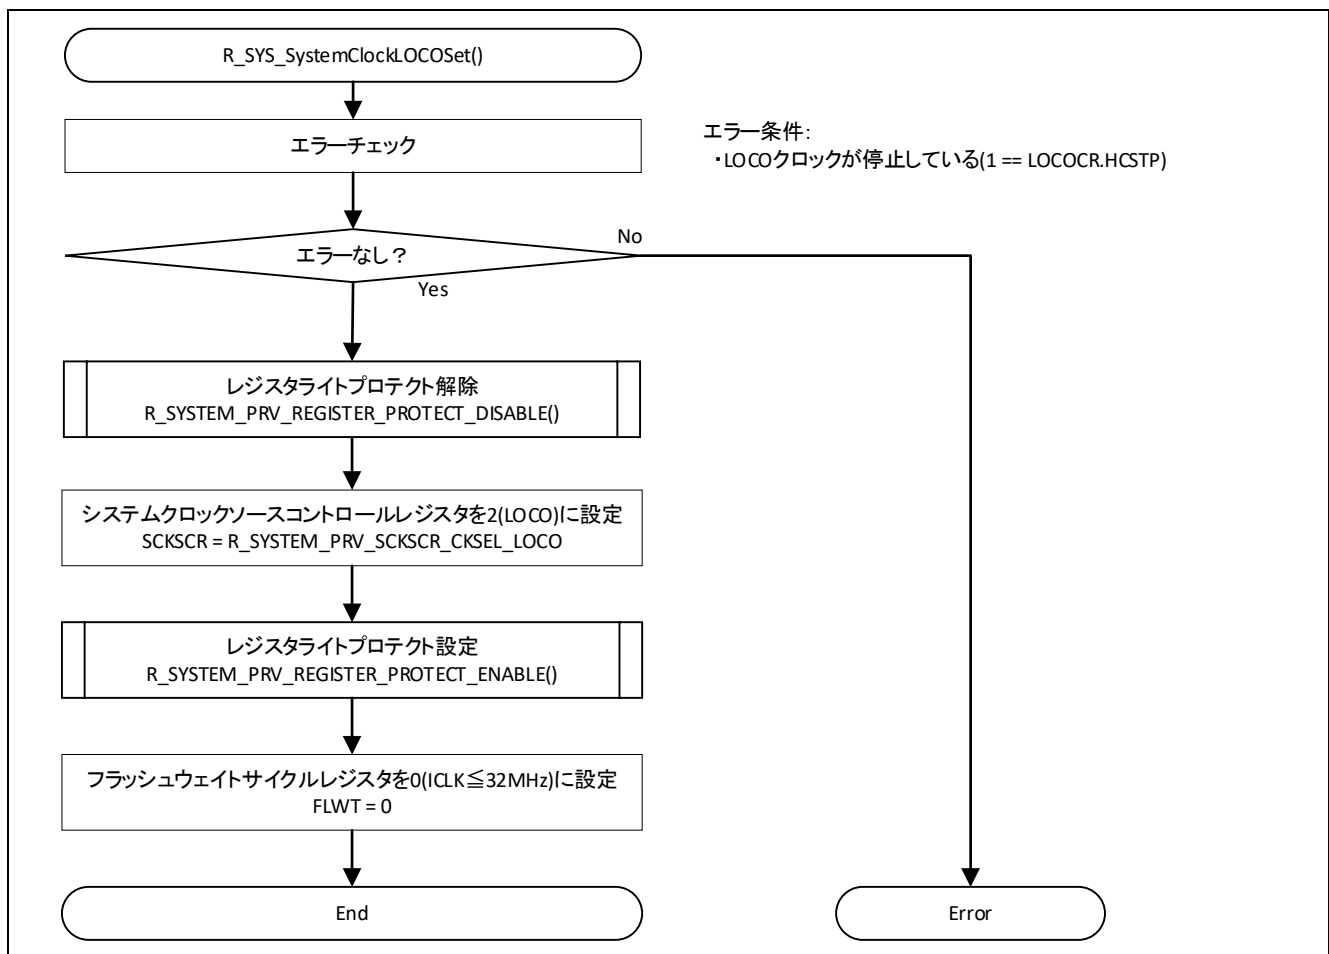 R_SYS_SystemClockLOCOSet()
エラーチェック
エラー条件:
・LOCOクロックが停止している(1 == LOCOCR.HCSTP)
エラーなし？
No
Yes
レジスタライトプロテクト解除
R_SYSTEM_PRV_REGISTER_PROTECT_DISABLE()
システムクロックソースコントロールレジスタを2(LOCO)に設定
SCKSCR = R_SYSTEM_PRV_SCKSCR_CKSEL_LOCO
レジスタライトプロテクト設定
R_SYSTEM_PRV_REGISTER_PROTECT_ENABLE()
フラッシュウェイトサイクルレジスタを0(ICLK≦32MHz)に設定
FLWT = 0
End
Error